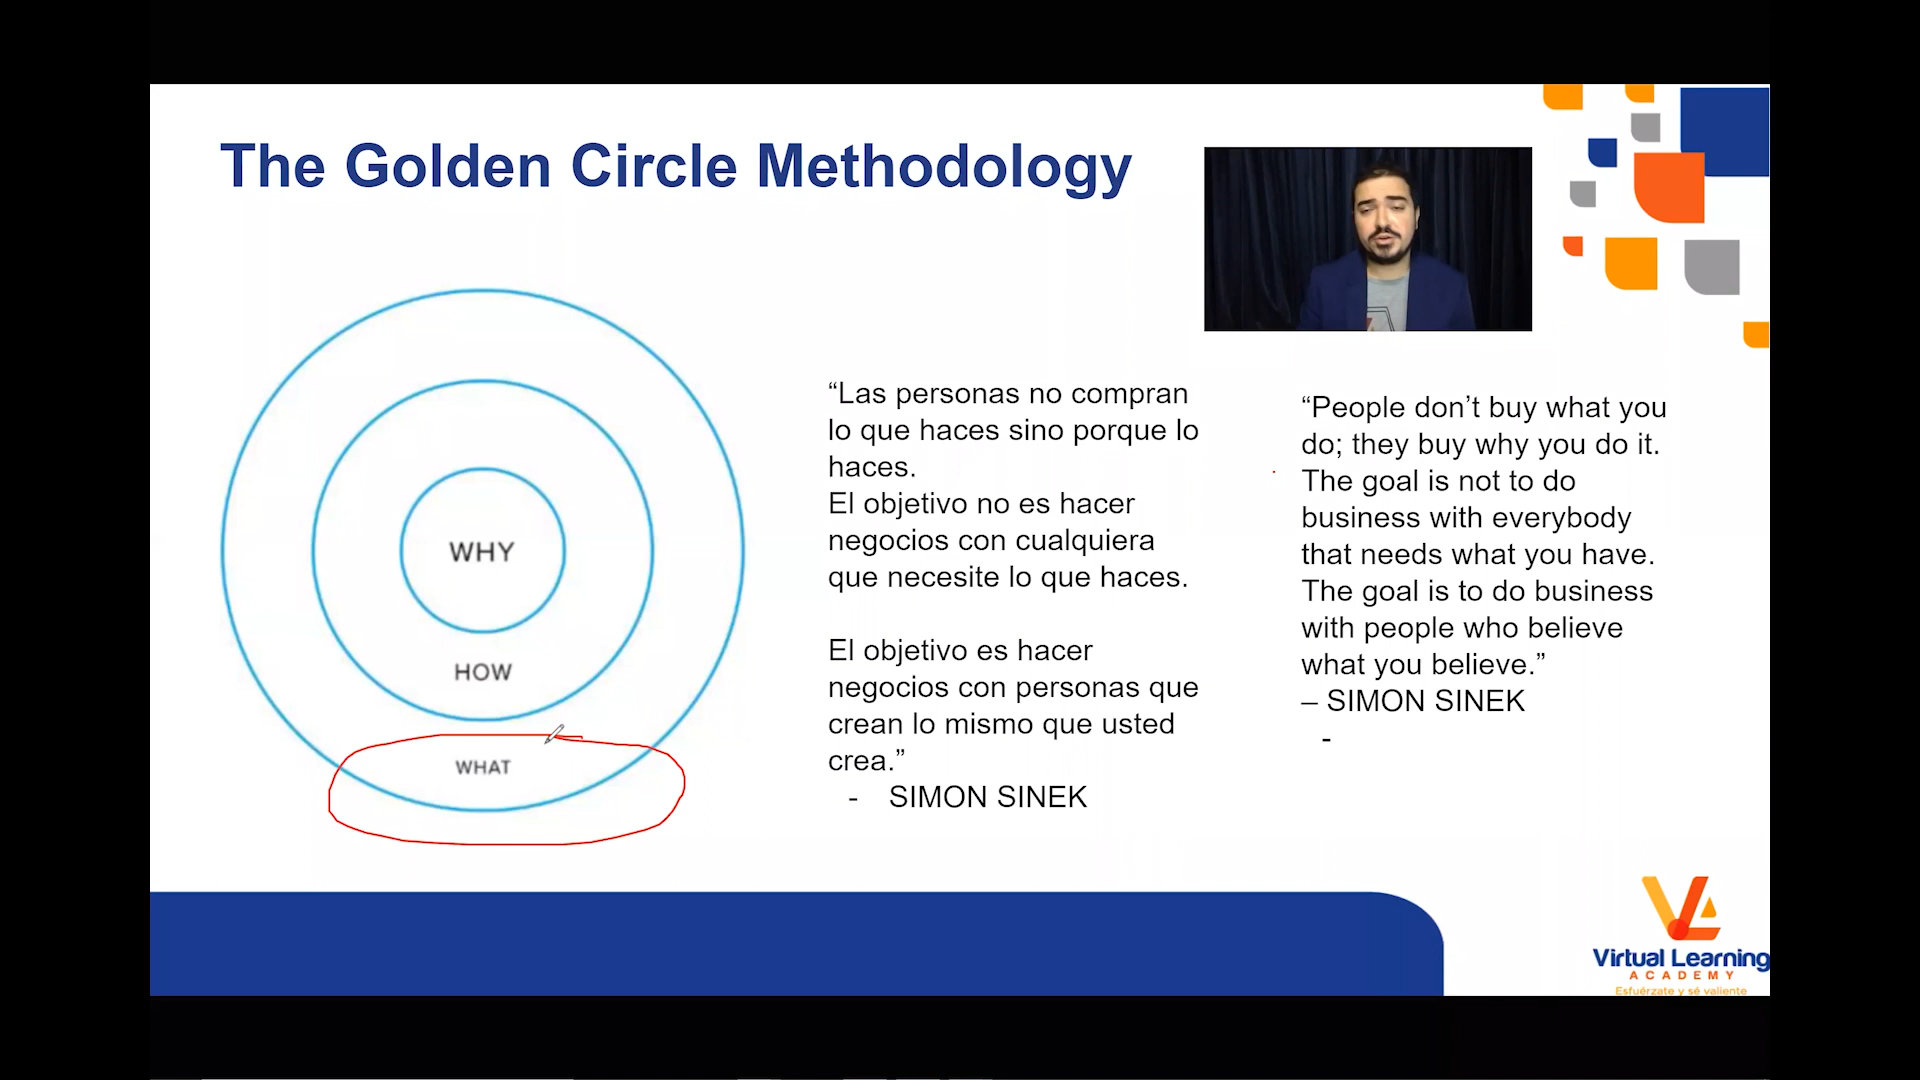 The Golden Circle Methodology
WHY
HOW
WHAT
“Las personas no compran
lo que haces sino porque lo
haces.
El objetivo no es hacer
negocios con cualquiera
que necesite lo que haces.
El objetivo es hacer
negocios con personas que
crean lo mismo que usted
crea.”
- SIMON SINEK
“People don’t buy what you
do; they buy why you do it.
The goal is not to do
business with everybody
that needs what you have.
The goal is to do business
with people who believe
what you believe.”
– SIMON SINEK
-
Virtual Learning
ACADEMY
Esfuérzate y sé valiente